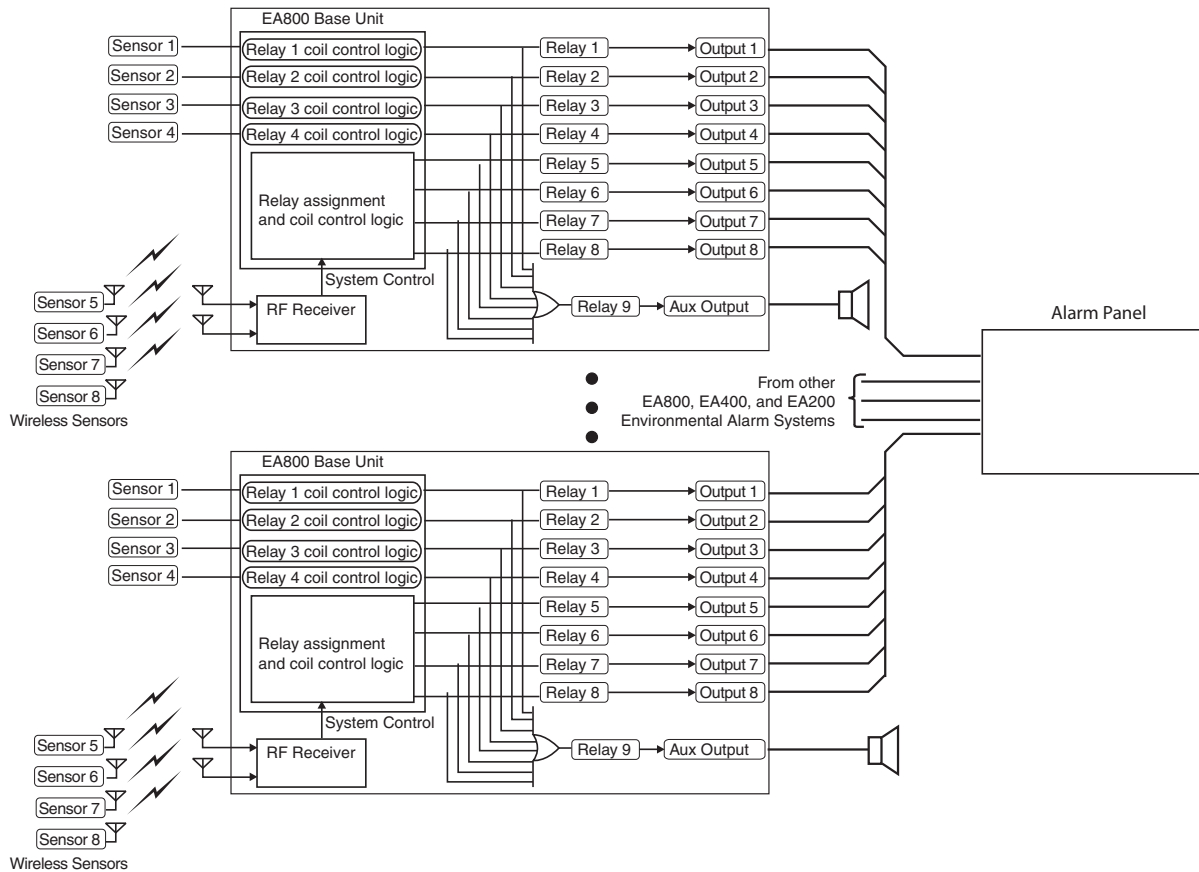 EA800 Base Unit
Sensor 1
Relay 1 coil control logic
Relay 1
Output 1
Sensor 2
Relay 2 coil control logic
Relay 2
Output 2
Sensor 3
Relay 3 coil control logic
Relay 3
Output 3
Sensor 4
Relay 4 coil control logic
Relay 4
Output 4
Relay assignment
and coil control logic
Relay 5
Output 5
Relay 6
Output 6
Relay 7
Output 7
Relay 8
Output 8
System Control
RF Receiver
Relay 9
Aux Output
Sensor 5
Sensor 6
Sensor 7
Sensor 8
Wireless Sensors
Alarm Panel
From other
EA800, EA400, and EA200
Environmental Alarm Systems
EA800 Base Unit
Sensor 1
Relay 1 coil control logic
Relay 1
Output 1
Sensor 2
Relay 2 coil control logic
Relay 2
Output 2
Sensor 3
Relay 3 coil control logic
Relay 3
Output 3
Sensor 4
Relay 4 coil control logic
Relay 4
Output 4
Relay assignment
and coil control logic
Relay 5
Output 5
Relay 6
Output 6
Relay 7
Output 7
Relay 8
Output 8
System Control
RF Receiver
Relay 9
Aux Output
Sensor 5
Sensor 6
Sensor 7
Sensor 8
Wireless Sensors